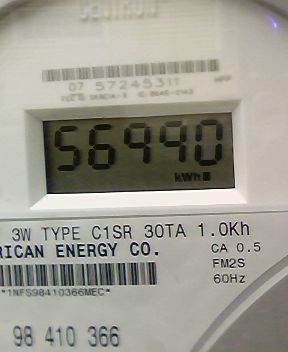 CENTRON
07 57245311
56990
kWh
3W TYPE C1SR 30TA 1.0Kh
RICAN ENERGY CO.
CA 0.5
FM2S
60Hz
*1NFS98410366MEC*
98 410 366